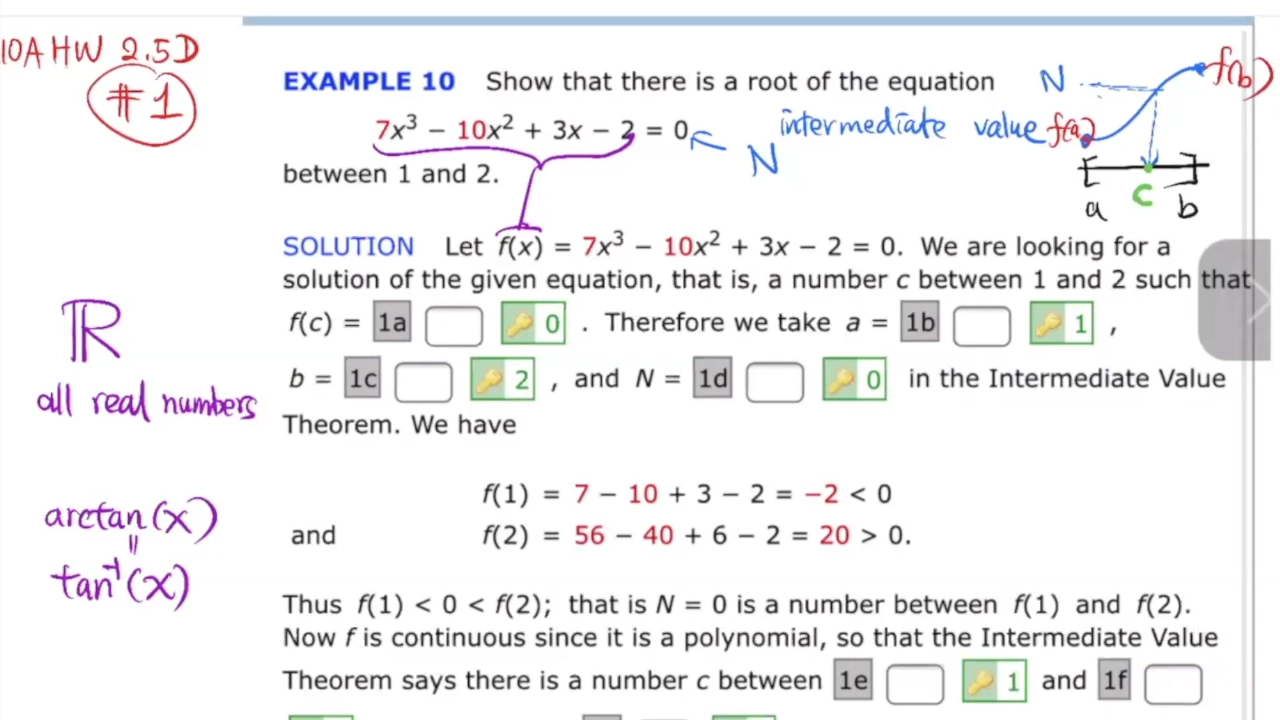 10A HW 2.5D
#1
EXAMPLE 10 Show that there is a root of the equation
7x³ − 10x² + 3x − 2 = 0
between 1 and 2.
N
intermediate value
N
f(a)
f(b)
a
c
b
SOLUTION Let f(x) = 7x³ − 10x² + 3x − 2 = 0. We are looking for a
solution of the given equation, that is, a number c between 1 and 2 such that
f(c) = 1a 0 . Therefore we take a = 1b 1 ,
b = 1c 2 , and N = 1d 0 in the Intermediate Value
Theorem. We have
f(1) = 7 − 10 + 3 − 2 = −2 < 0
and f(2) = 56 − 40 + 6 − 2 = 20 > 0.
Thus f(1) < 0 < f(2); that is N = 0 is a number between f(1) and f(2).
Now f is continuous since it is a polynomial, so that the Intermediate Value
Theorem says there is a number c between 1e 1 and 1f
ℝ
all real numbers
arctan(x)
=
tan⁻¹(x)